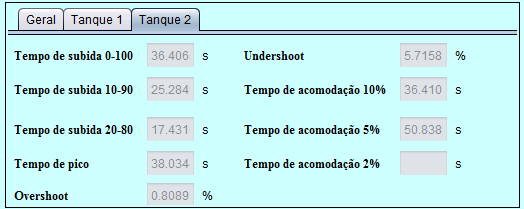 Geral Tanque 1 Tanque 2
Tempo de subida 0-100 36.406 s Undershoot 5.7158 %
Tempo de subida 10-90 25.284 s Tempo de acomodação 10% 36.410 s
Tempo de subida 20-80 17.431 s Tempo de acomodação 5% 50.838 s
Tempo de pico 38.034 s Tempo de acomodação 2% s
Overshoot 0.8089 %